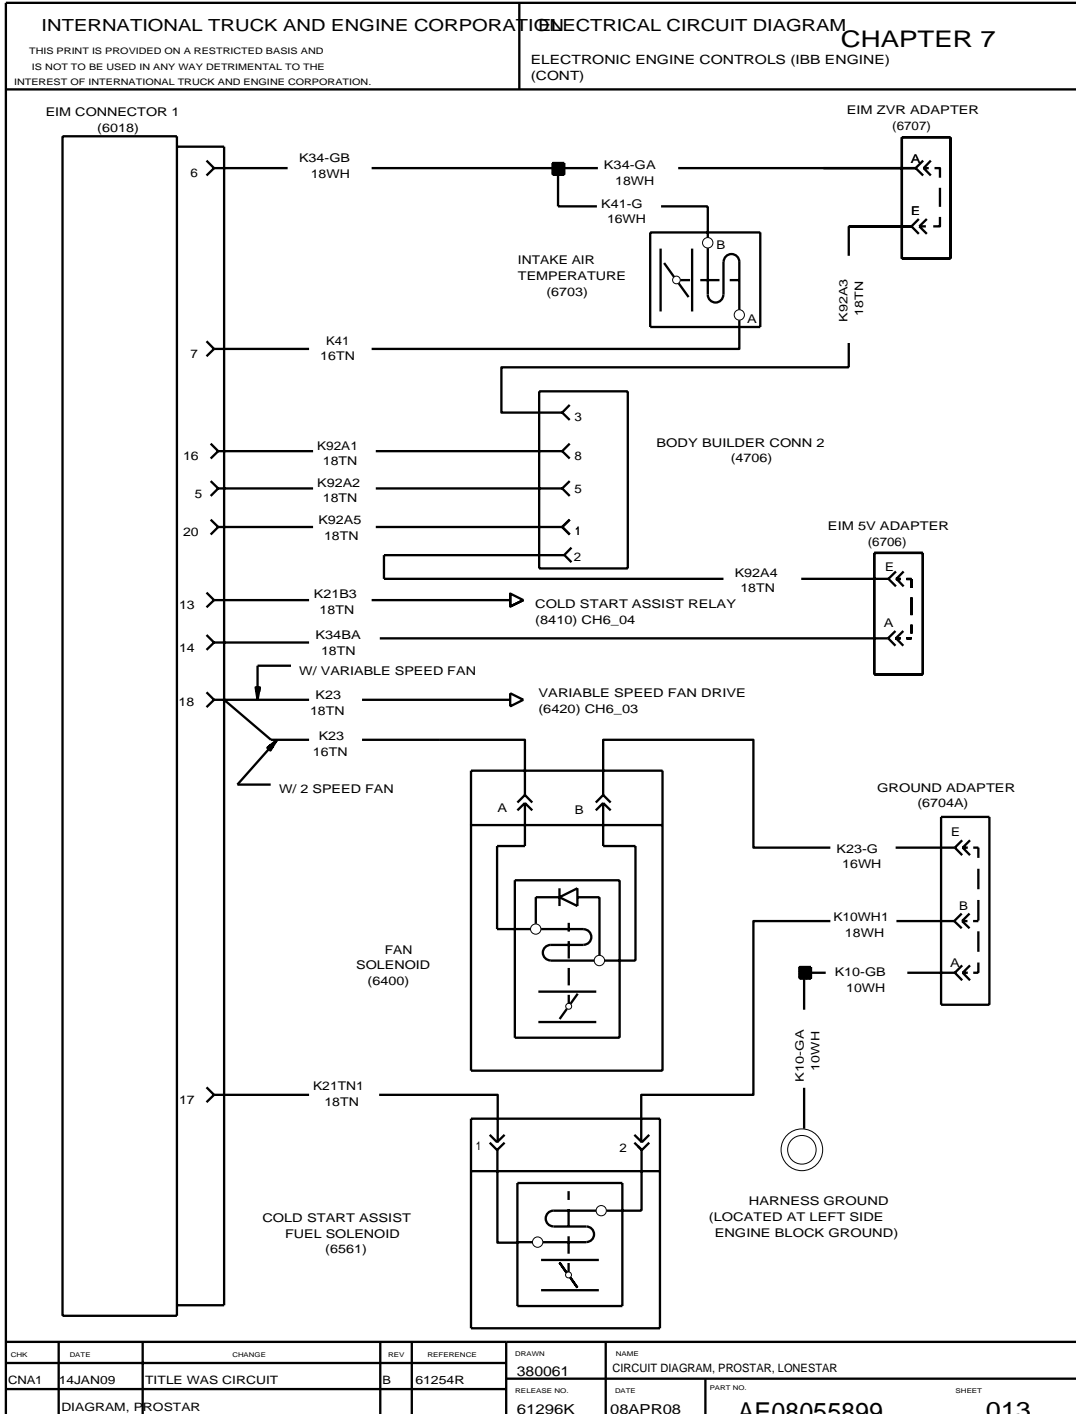 INTERNATIONAL TRUCK AND ENGINE CORPORATION
THIS PRINT IS PROVIDED ON A RESTRICTED BASIS AND
IS NOT TO BE USED IN ANY WAY DETRIMENTAL TO THE
INTEREST OF INTERNATIONAL TRUCK AND ENGINE CORPORATION.
ELECTRICAL CIRCUIT DIAGRAM
CHAPTER 7
ELECTRONIC ENGINE CONTROLS (IBB ENGINE)
(CONT)
EIM CONNECTOR 1
(6018)
EIM ZVR ADAPTER
(6707)
6
K34-GB
18WH
K34-GA
18WH
A
K41-G
16WH
E
B
INTAKE AIR
TEMPERATURE
(6703)
K92A3
18TN
A
7
K41
16TN
3
BODY BUILDER CONN 2
(4706)
16
K92A1
18TN
8
5
K92A2
18TN
5
20
K92A5
18TN
1
EIM 5V ADAPTER
(6706)
2
K92A4
18TN
E
13
K21B3
18TN
COLD START ASSIST RELAY
(8410) CH6_04
14
K34BA
18TN
A
W/ VARIABLE SPEED FAN
18
K23
18TN
VARIABLE SPEED FAN DRIVE
(6420) CH6_03
K23
16TN
W/ 2 SPEED FAN
A
B
GROUND ADAPTER
(6704A)
E
K23-G
16WH
B
K10WH1
18WH
FAN
SOLENOID
(6400)
A
K10-GB
10WH
K10-GA
10WH
17
K21TN1
18TN
1
2
HARNESS GROUND
(LOCATED AT LEFT SIDE
ENGINE BLOCK GROUND)
COLD START ASSIST
FUEL SOLENOID
(6561)
CHK DATE CHANGE REV REFERENCE DRAWN NAME
CNA1 14JAN09 TITLE WAS CIRCUIT B 61254R 380061 CIRCUIT DIAGRAM, PROSTAR, LONESTAR
RELEASE NO. DATE PART NO. SHEET
DIAGRAM, PROSTAR 61296K 08APR08 AE08055899 013